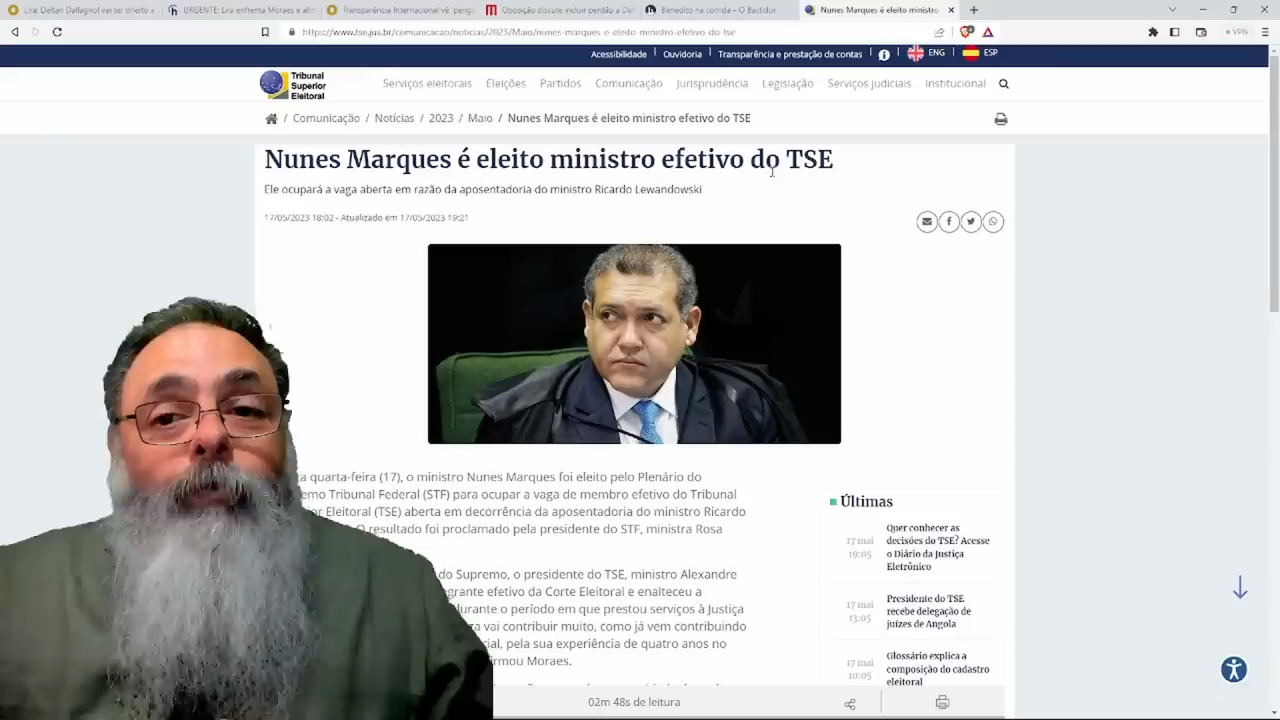 Lira: Deltan Dallagnol vai ter direito a
URGENTE: Lira enfrenta Moraes e afir
Transparência Internacional vê 'pengu
Oposição discute incluir perdão a Dall
Benedito na corrida – O Bastidor
Nunes Marques é eleito ministro
https://www.tse.jus.br/comunicacao/noticias/2023/Maio/nunes-marques-e-eleito-ministro-efetivo-do-tse
VPN
Acessibilidade
Ouvidoria
Transparência e prestação de contas
ENG
ESP
Tribunal
Superior
Eleitoral
Serviços eleitorais
Eleições
Partidos
Comunicação
Jurisprudência
Legislação
Serviços judiciais
Institucional
/ Comunicação / Notícias / 2023 / Maio / Nunes Marques é eleito ministro efetivo do TSE
Nunes Marques é eleito ministro efetivo do TSE
Ele ocupará a vaga aberta em razão da aposentadoria do ministro Ricardo Lewandowski
17/05/2023 18:02 - Atualizado em 17/05/2023 19:21
ta quarta-feira (17), o ministro Nunes Marques foi eleito pelo Plenário do
emo Tribunal Federal (STF) para ocupar a vaga de membro efetivo do Tribunal
or Eleitoral (TSE) aberta em decorrência da aposentadoria do ministro Ricardo
O resultado foi proclamado pela presidente do STF, ministra Rosa
do Supremo, o presidente do TSE, ministro Alexandre
grante efetivo da Corte Eleitoral e enalteceu a
durante o período em que prestou serviços à Justiça
za vai contribuir muito, como já vem contribuindo
cial, pela sua experiência de quatro anos no
irmou Moraes.
Últimas
17 mai
19:05
Quer conhecer as
decisões do TSE? Acesse
o Diário da Justiça
Eletrônico
17 mai
13:05
Presidente do TSE
recebe delegação de
juízes de Angola
17 mai
10:05
Glossário explica a
composição do cadastro
eleitoral
02m 48s de leitura